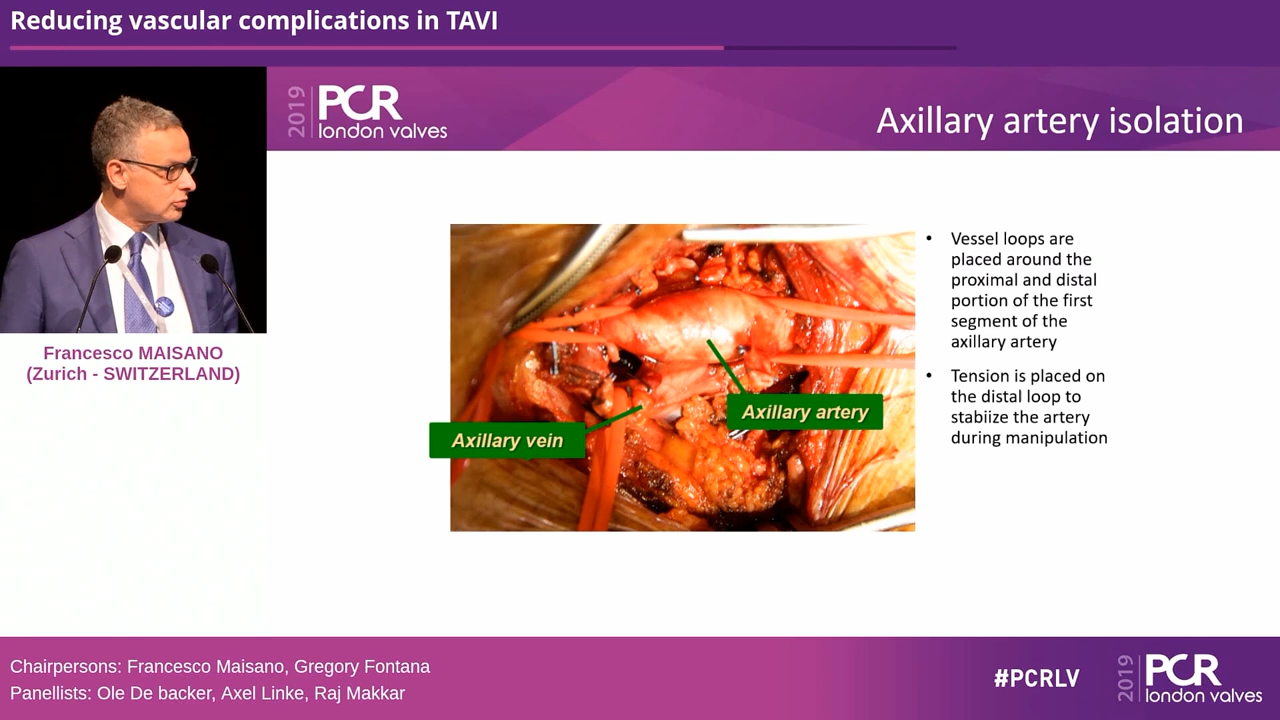 Reducing vascular complications in TAVI
2019
PCR
london valves
Axillary artery isolation
Francesco MAISANO
(Zurich - SWITZERLAND)
Axillary artery
Axillary vein
• Vessel loops are
placed around the
proximal and distal
portion of the first
segment of the
axillary artery
• Tension is placed on
the distal loop to
stabiize the artery
during manipulation
Chairpersons: Francesco Maisano, Gregory Fontana
Panellists: Ole De backer, Axel Linke, Raj Makkar
#PCRLV
2019
PCR
london valves